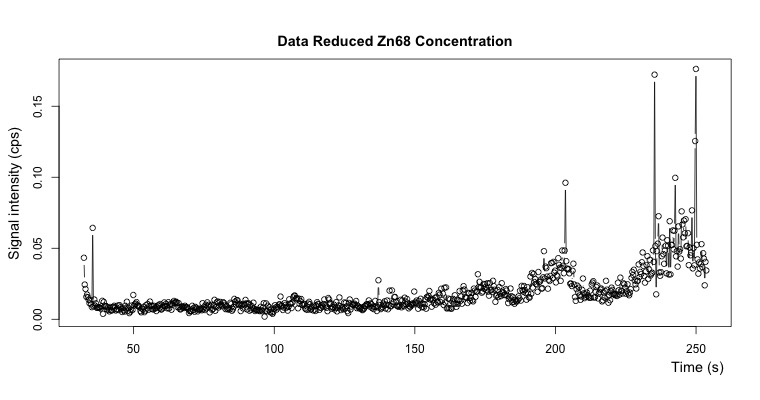 Data Reduced Zn68 Concentration
Signal intensity (cps)
0.15
0.10
0.05
0.00
50 100 150 200 250
Time (s)